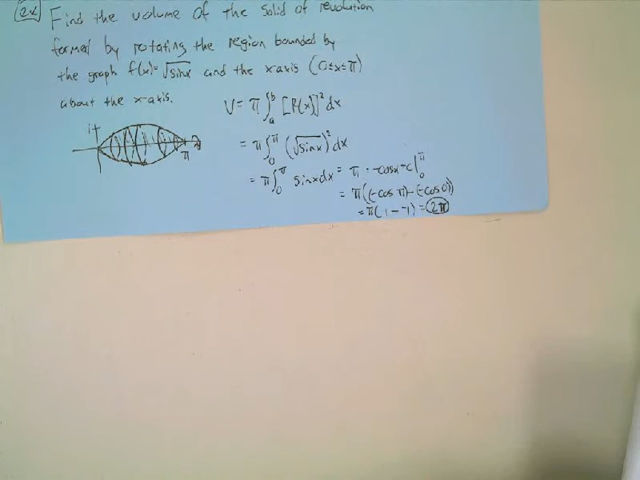 Ex Find the volume of the solid of revolution
formed by rotating the region bounded by
the graph f(x)=√sinx and the x-axis (0≤x≤π)
about the x-axis.
V = π∫ₐᵇ [R(x)]² dx
= π∫₀^π (√sinx)² dx
= π∫₀^π sinx dx = π · -cosx + c |₀^π
= π((-cos π) - (-cos 0))
= π(1 - -1) = 2π
1
π